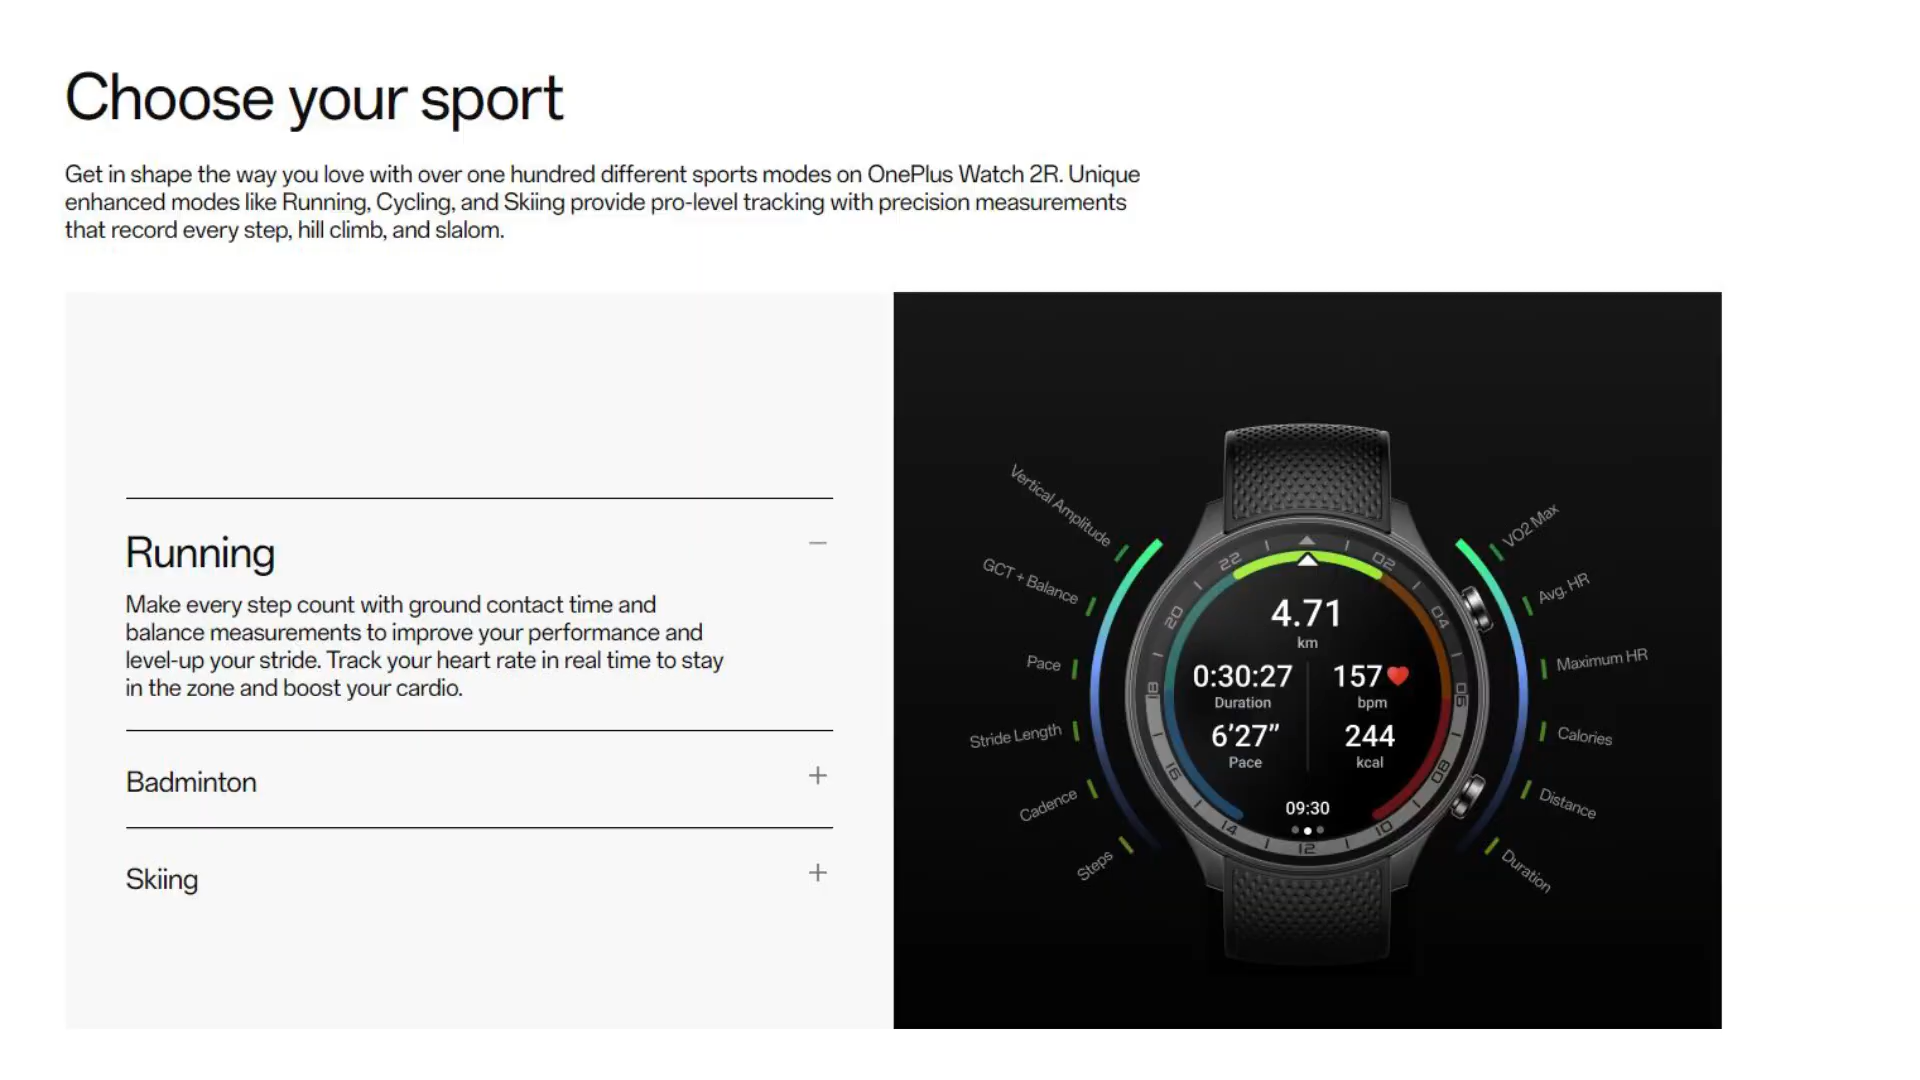 Choose your sport
Get in shape the way you love with over one hundred different sports modes on OnePlus Watch 2R. Unique
enhanced modes like Running, Cycling, and Skiing provide pro-level tracking with precision measurements
that record every step, hill climb, and slalom.
Running
−
Make every step count with ground contact time and
balance measurements to improve your performance and
level-up your stride. Track your heart rate in real time to stay
in the zone and boost your cardio.
Badminton
+
Skiing
+
Vertical Amplitude
GCT + Balance
Pace
Stride Length
Cadence
Steps
22
02
20
04
18
06
16
08
14
10
12
4.71
km
0:30:27
Duration
157
bpm
6'27”
Pace
244
kcal
09:30
VO2 Max
Avg. HR
Maximum HR
Calories
Distance
Duration